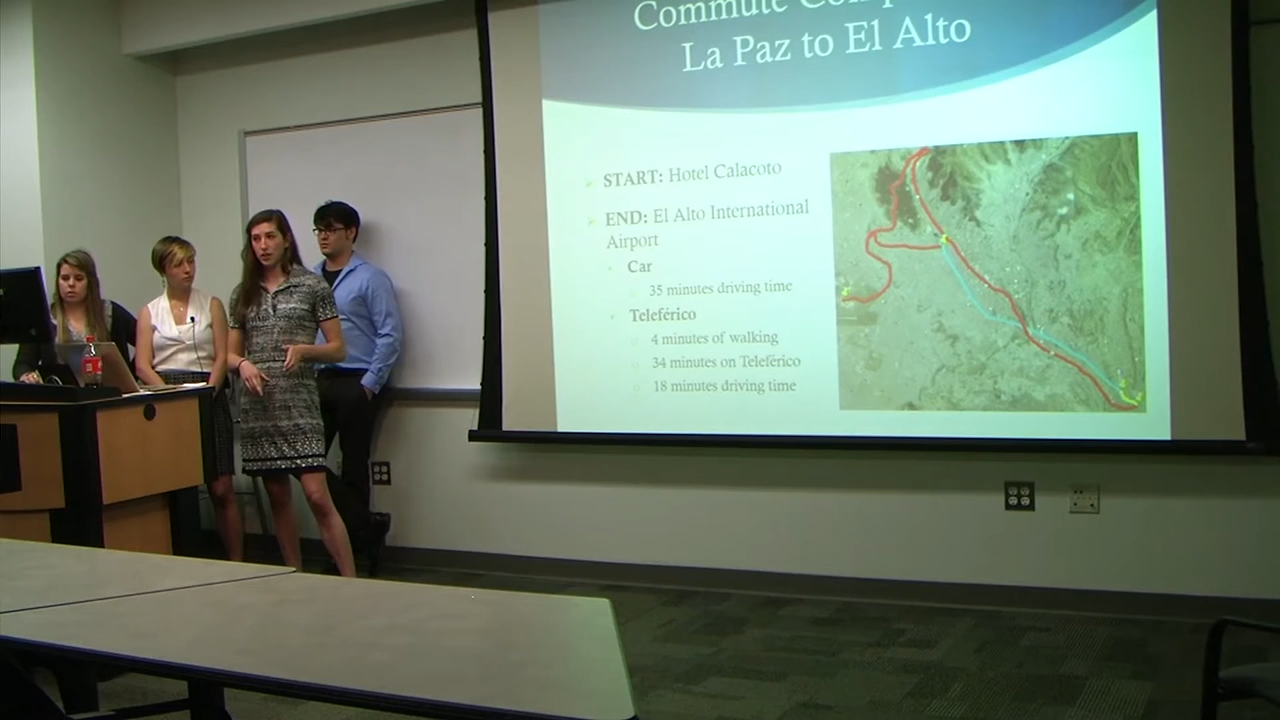 Commute
La Paz to El Alto
START: Hotel Calacoto
END: El Alto International
Airport
Car
35 minutes driving time
Teleférico
4 minutes of walking
34 minutes on Teleférico
18 minutes driving time